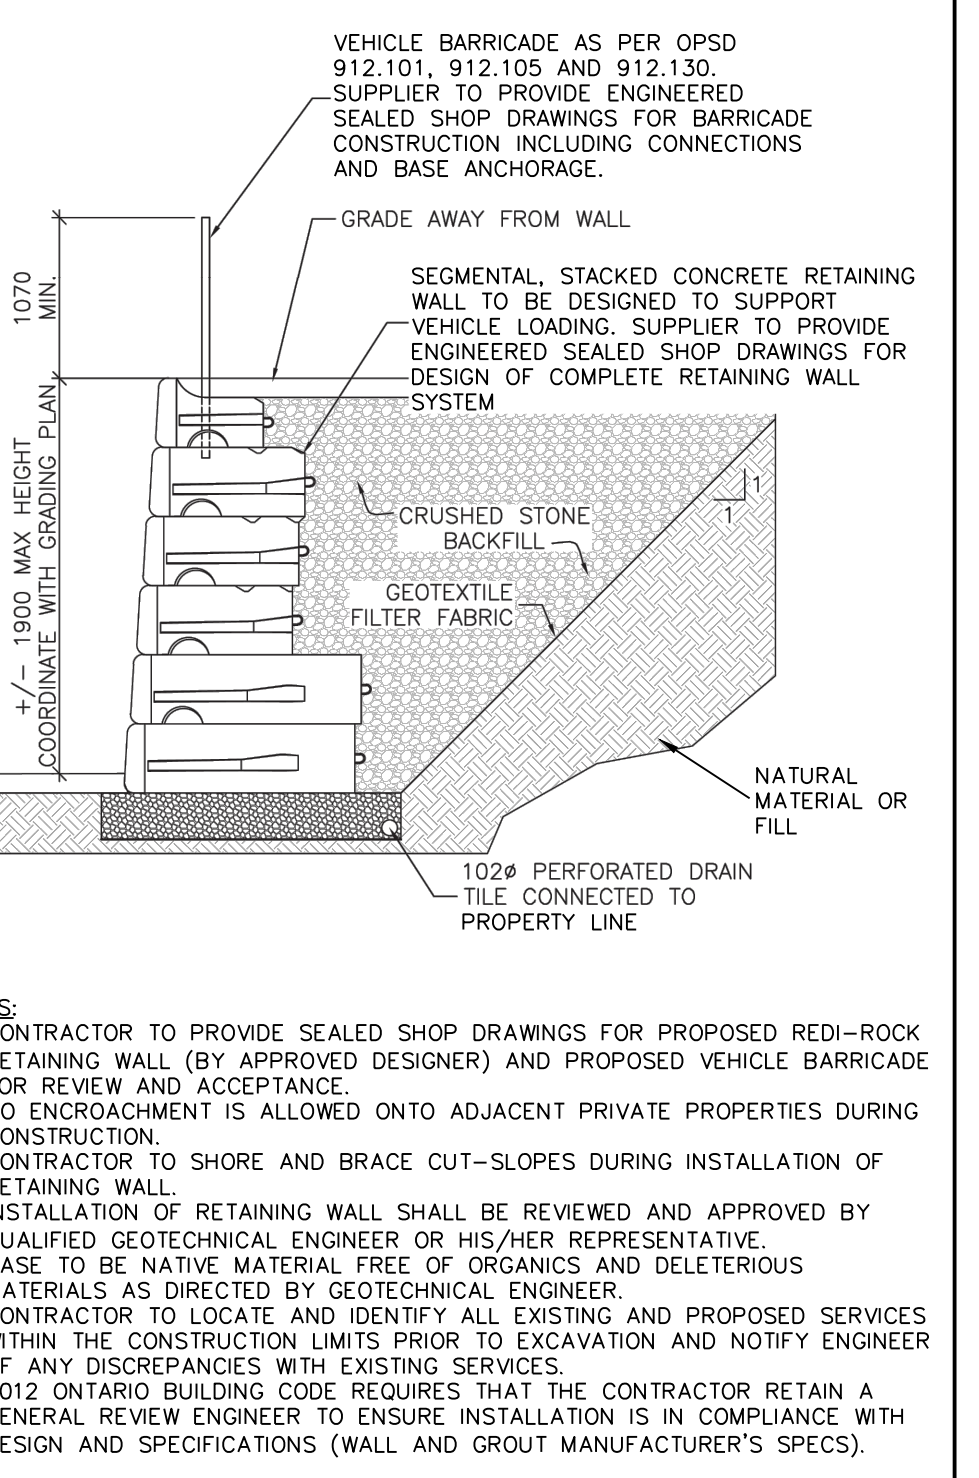 VEHICLE BARRICADE AS PER OPSD
912.101, 912.105 AND 912.130.
SUPPLIER TO PROVIDE ENGINEERED
SEALED SHOP DRAWINGS FOR BARRICADE
CONSTRUCTION INCLUDING CONNECTIONS
AND BASE ANCHORAGE.
GRADE AWAY FROM WALL
1070
MIN.
SEGMENTAL, STACKED CONCRETE RETAINING
WALL TO BE DESIGNED TO SUPPORT
VEHICLE LOADING. SUPPLIER TO PROVIDE
ENGINEERED SEALED SHOP DRAWINGS FOR
DESIGN OF COMPLETE RETAINING WALL
SYSTEM
+/- 1900 MAX HEIGHT
COORDINATE WITH GRADING PLAN
1
1
CRUSHED STONE
BACKFILL
GEOTEXTILE
FILTER FABRIC
NATURAL
MATERIAL OR
FILL
102ø PERFORATED DRAIN
TILE CONNECTED TO
PROPERTY LINE
S:
ONTRACTOR TO PROVIDE SEALED SHOP DRAWINGS FOR PROPOSED REDI-ROCK
ETAINING WALL (BY APPROVED DESIGNER) AND PROPOSED VEHICLE BARRICADE
OR REVIEW AND ACCEPTANCE.
O ENCROACHMENT IS ALLOWED ONTO ADJACENT PRIVATE PROPERTIES DURING
ONSTRUCTION.
ONTRACTOR TO SHORE AND BRACE CUT-SLOPES DURING INSTALLATION OF
ETAINING WALL.
NSTALLATION OF RETAINING WALL SHALL BE REVIEWED AND APPROVED BY
UALIFIED GEOTECHNICAL ENGINEER OR HIS/HER REPRESENTATIVE.
ASE TO BE NATIVE MATERIAL FREE OF ORGANICS AND DELETERIOUS
ATERIALS AS DIRECTED BY GEOTECHNICAL ENGINEER.
ONTRACTOR TO LOCATE AND IDENTIFY ALL EXISTING AND PROPOSED SERVICES
ITHIN THE CONSTRUCTION LIMITS PRIOR TO EXCAVATION AND NOTIFY ENGINEER
F ANY DISCREPANCIES WITH EXISTING SERVICES.
012 ONTARIO BUILDING CODE REQUIRES THAT THE CONTRACTOR RETAIN A
ENERAL REVIEW ENGINEER TO ENSURE INSTALLATION IS IN COMPLIANCE WITH
ESIGN AND SPECIFICATIONS (WALL AND GROUT MANUFACTURER'S SPECS).